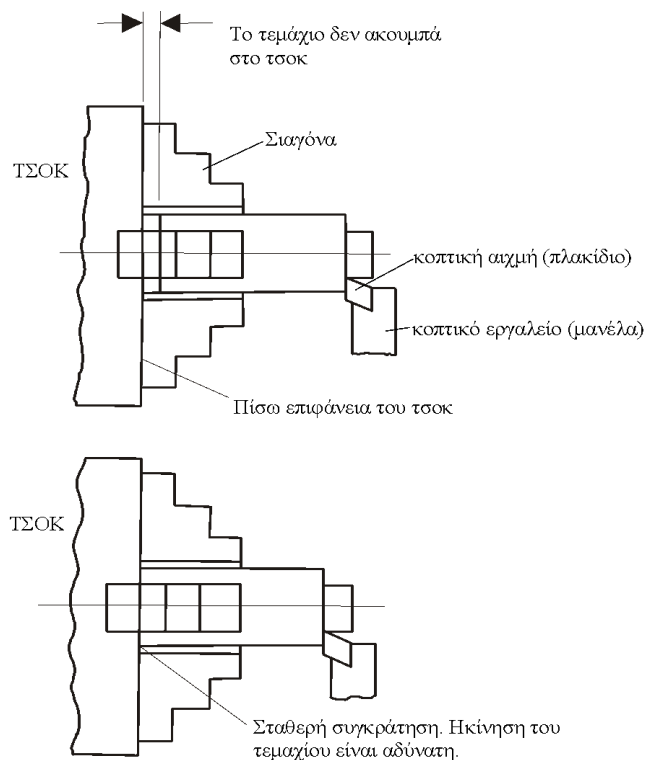 Το τεμάχιο δεν ακουμπά
στο τσοκ
Σιαγόνα
ΤΣΟΚ
κοπτική αιχμή (πλακίδιο)
κοπτικό εργαλείο (μανέλα)
Πίσω επιφάνεια του τσοκ
ΤΣΟΚ
Σταθερή συγκράτηση. Ηκίνηση του
τεμαχίου είναι αδύνατη.